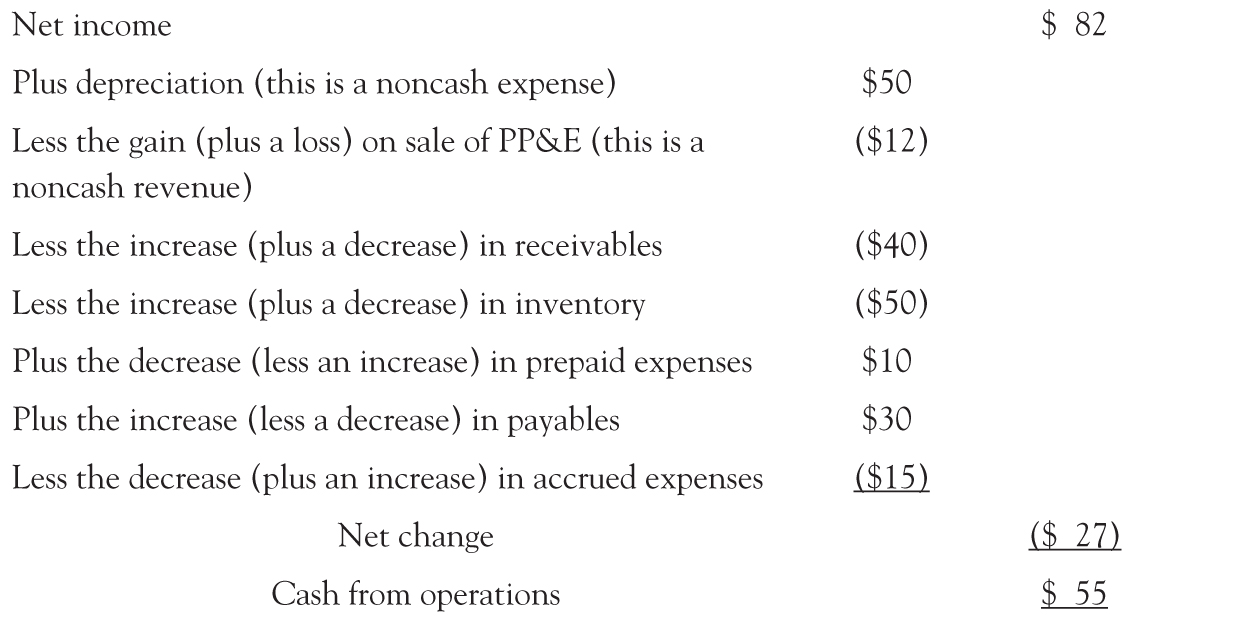 Net income $ 82
Plus depreciation (this is a noncash expense) $50
Less the gain (plus a loss) on sale of PP&E (this is a ($12)
noncash revenue)
Less the increase (plus a decrease) in receivables ($40)
Less the increase (plus a decrease) in inventory ($50)
Plus the decrease (less an increase) in prepaid expenses $10
Plus the increase (less a decrease) in payables $30
Less the decrease (plus an increase) in accrued expenses ($15)
Net change ($ 27)
Cash from operations $ 55